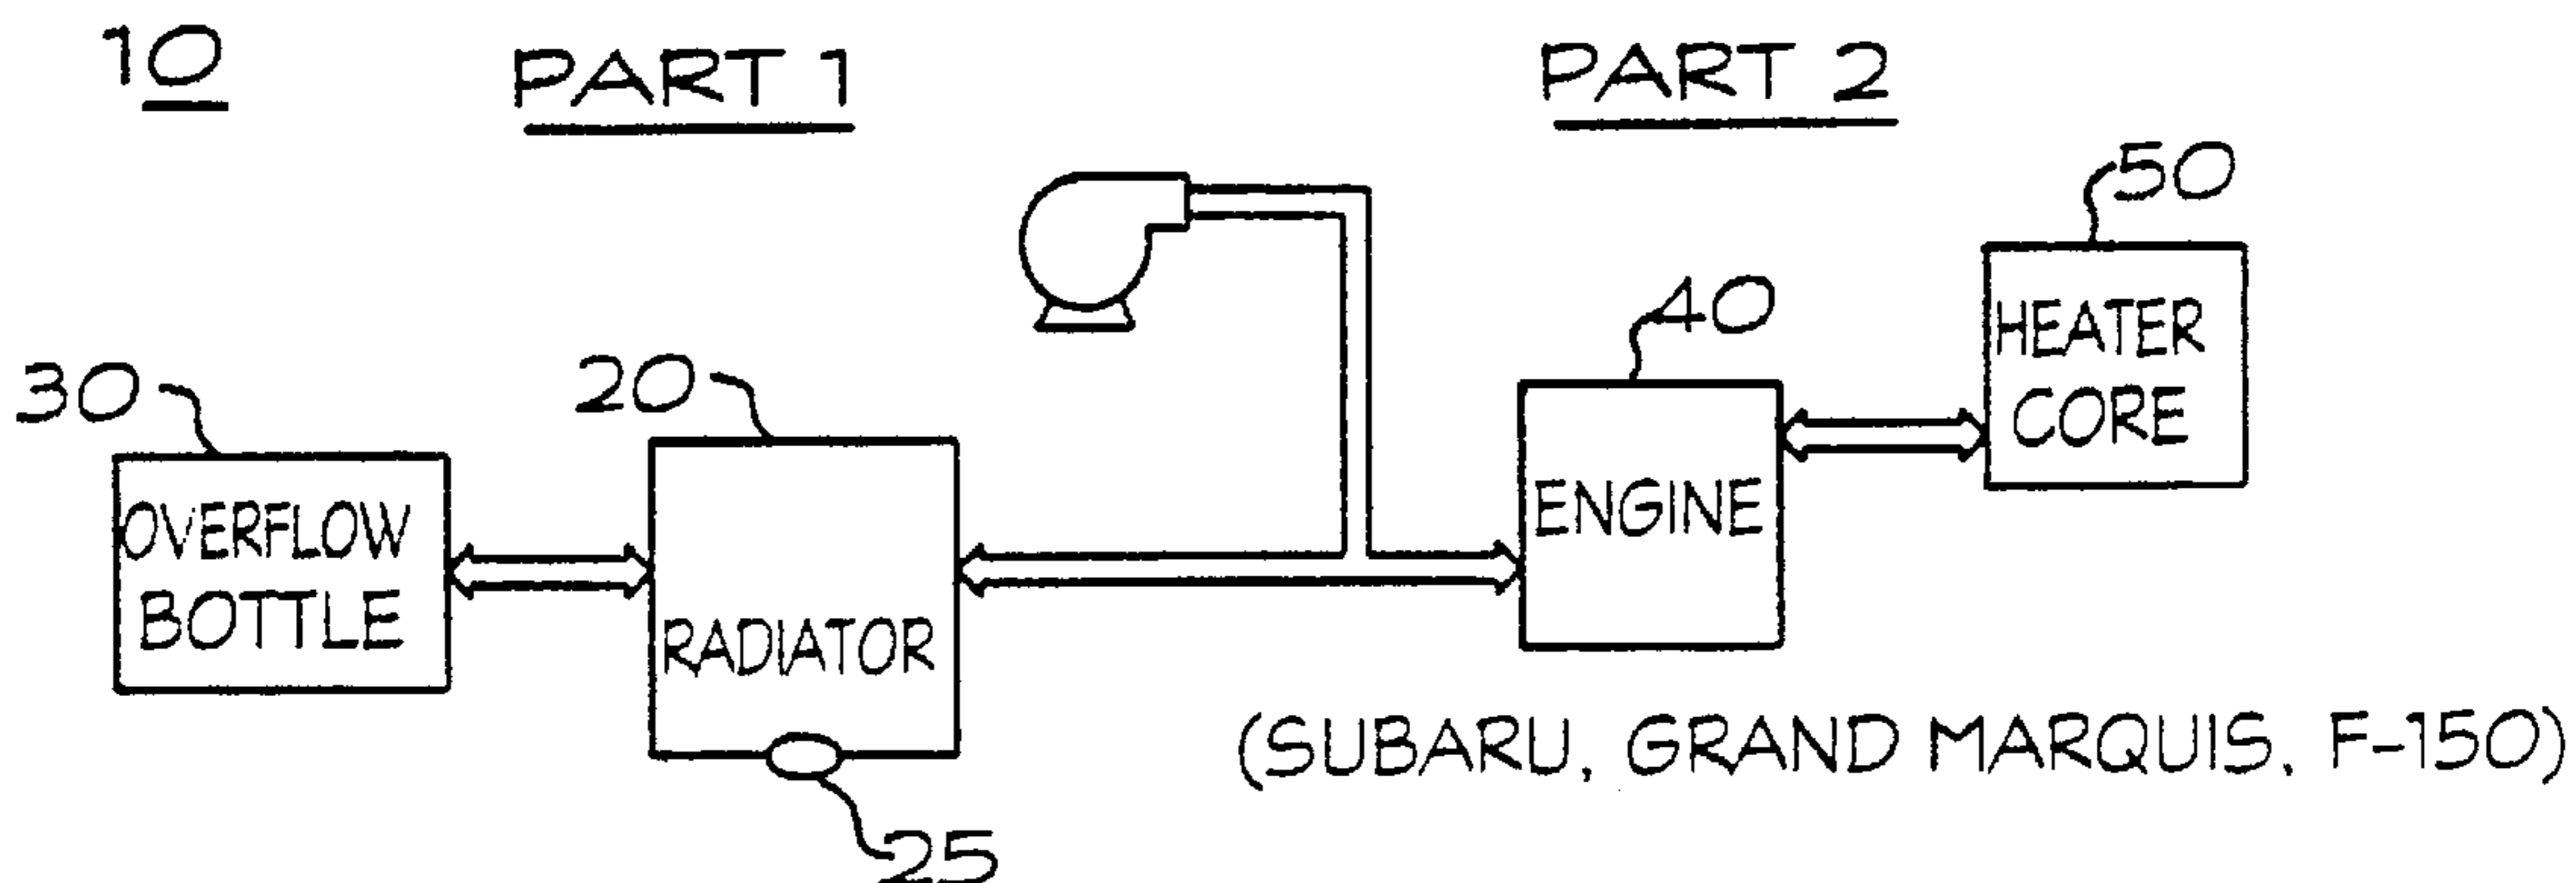 10
PART 1
PART 2
50
40
HEATER
CORE
30
20
OVERFLOW
BOTTLE
RADIATOR
ENGINE
(SUBARU, GRAND MARQUIS, F-150)
25